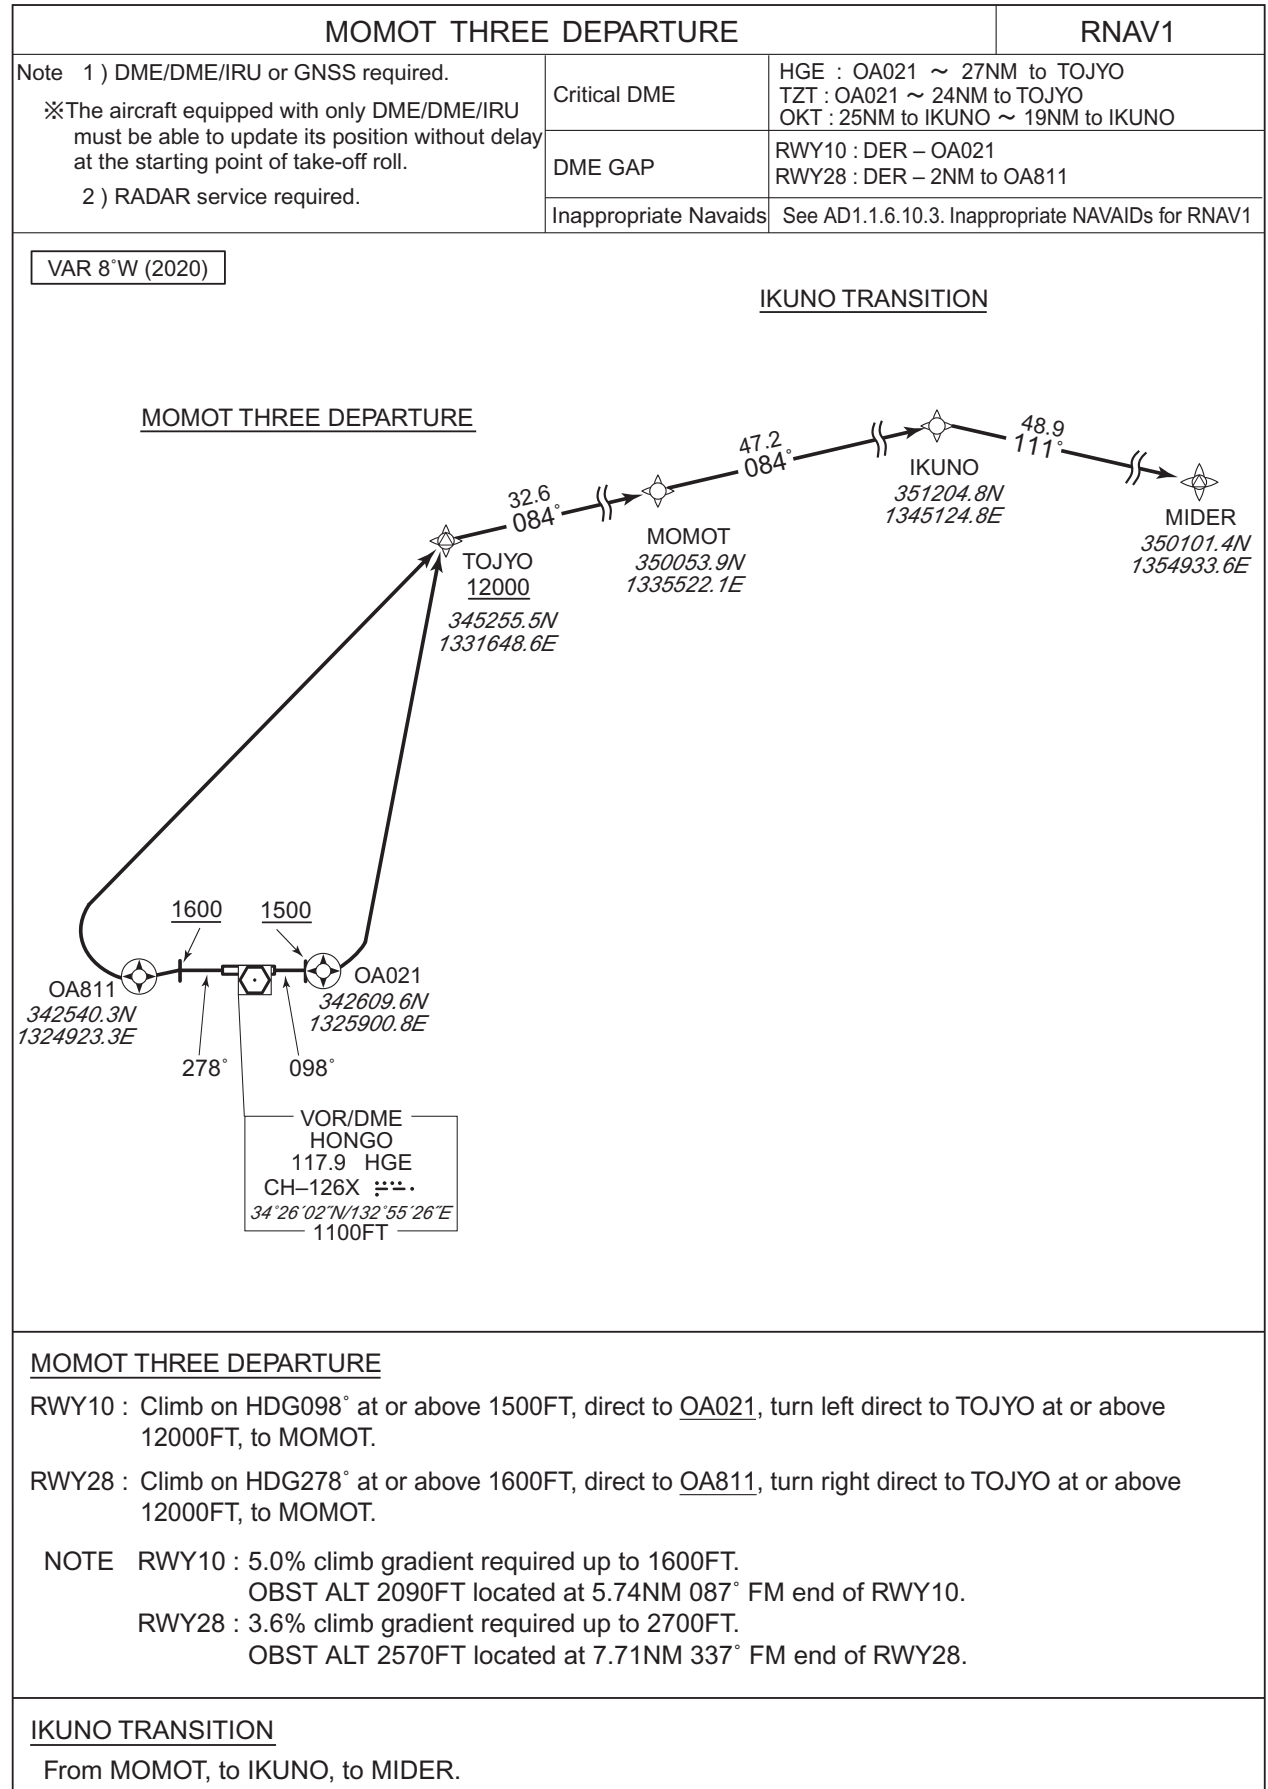 MOMOT THREE DEPARTURE
RNAV1
Note 1 ) DME/DME/IRU or GNSS required.
※The aircraft equipped with only DME/DME/IRU
must be able to update its position without delay
at the starting point of take-off roll.
2 ) RADAR service required.
Critical DME
HGE : OA021 ～ 27NM to TOJYO
TZT : OA021 ～ 24NM to TOJYO
OKT : 25NM to IKUNO ～ 19NM to IKUNO
DME GAP
RWY10 : DER – OA021
RWY28 : DER – 2NM to OA811
Inappropriate Navaids
See AD1.1.6.10.3. Inappropriate NAVAIDs for RNAV1
VAR 8˚W (2020)
IKUNO TRANSITION
MOMOT THREE DEPARTURE
32.6
084˚
47.2
084˚
48.9
111˚
TOJYO
12000
345255.5N
1331648.6E
MOMOT
350053.9N
1335522.1E
IKUNO
351204.8N
1345124.8E
MIDER
350101.4N
1354933.6E
1600
1500
OA811
342540.3N
1324923.3E
OA021
342609.6N
1325900.8E
278˚
098˚
VOR/DME
HONGO
117.9 HGE
CH–126X
34˚26´02˝N/132˚55´26˝E
1100FT
MOMOT THREE DEPARTURE
RWY10 : Climb on HDG098˚ at or above 1500FT, direct to OA021, turn left direct to TOJYO at or above
12000FT, to MOMOT.
RWY28 : Climb on HDG278˚ at or above 1600FT, direct to OA811, turn right direct to TOJYO at or above
12000FT, to MOMOT.
NOTE RWY10 : 5.0% climb gradient required up to 1600FT.
OBST ALT 2090FT located at 5.74NM 087˚ FM end of RWY10.
RWY28 : 3.6% climb gradient required up to 2700FT.
OBST ALT 2570FT located at 7.71NM 337˚ FM end of RWY28.
IKUNO TRANSITION
From MOMOT, to IKUNO, to MIDER.